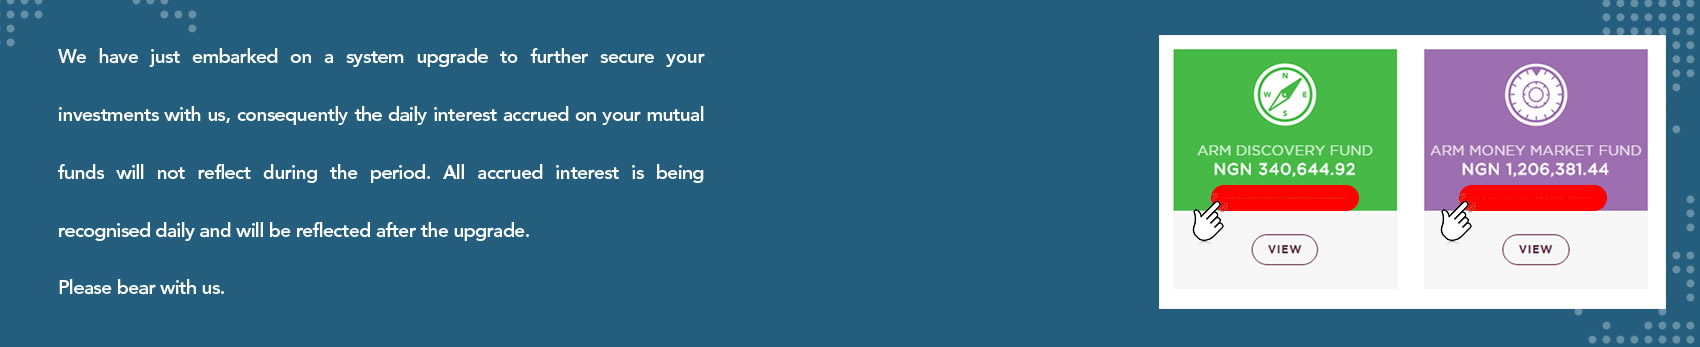 We have just embarked on a system upgrade to further secure your
investments with us, consequently the daily interest accrued on your mutual
funds will not reflect during the period. All accrued interest is being
recognised daily and will be reflected after the upgrade.
Please bear with us.
N
W E
S
ARM DISCOVERY FUND
NGN 340,644.92
VIEW
ARM MONEY MARKET FUND
NGN 1,206,381.44
VIEW